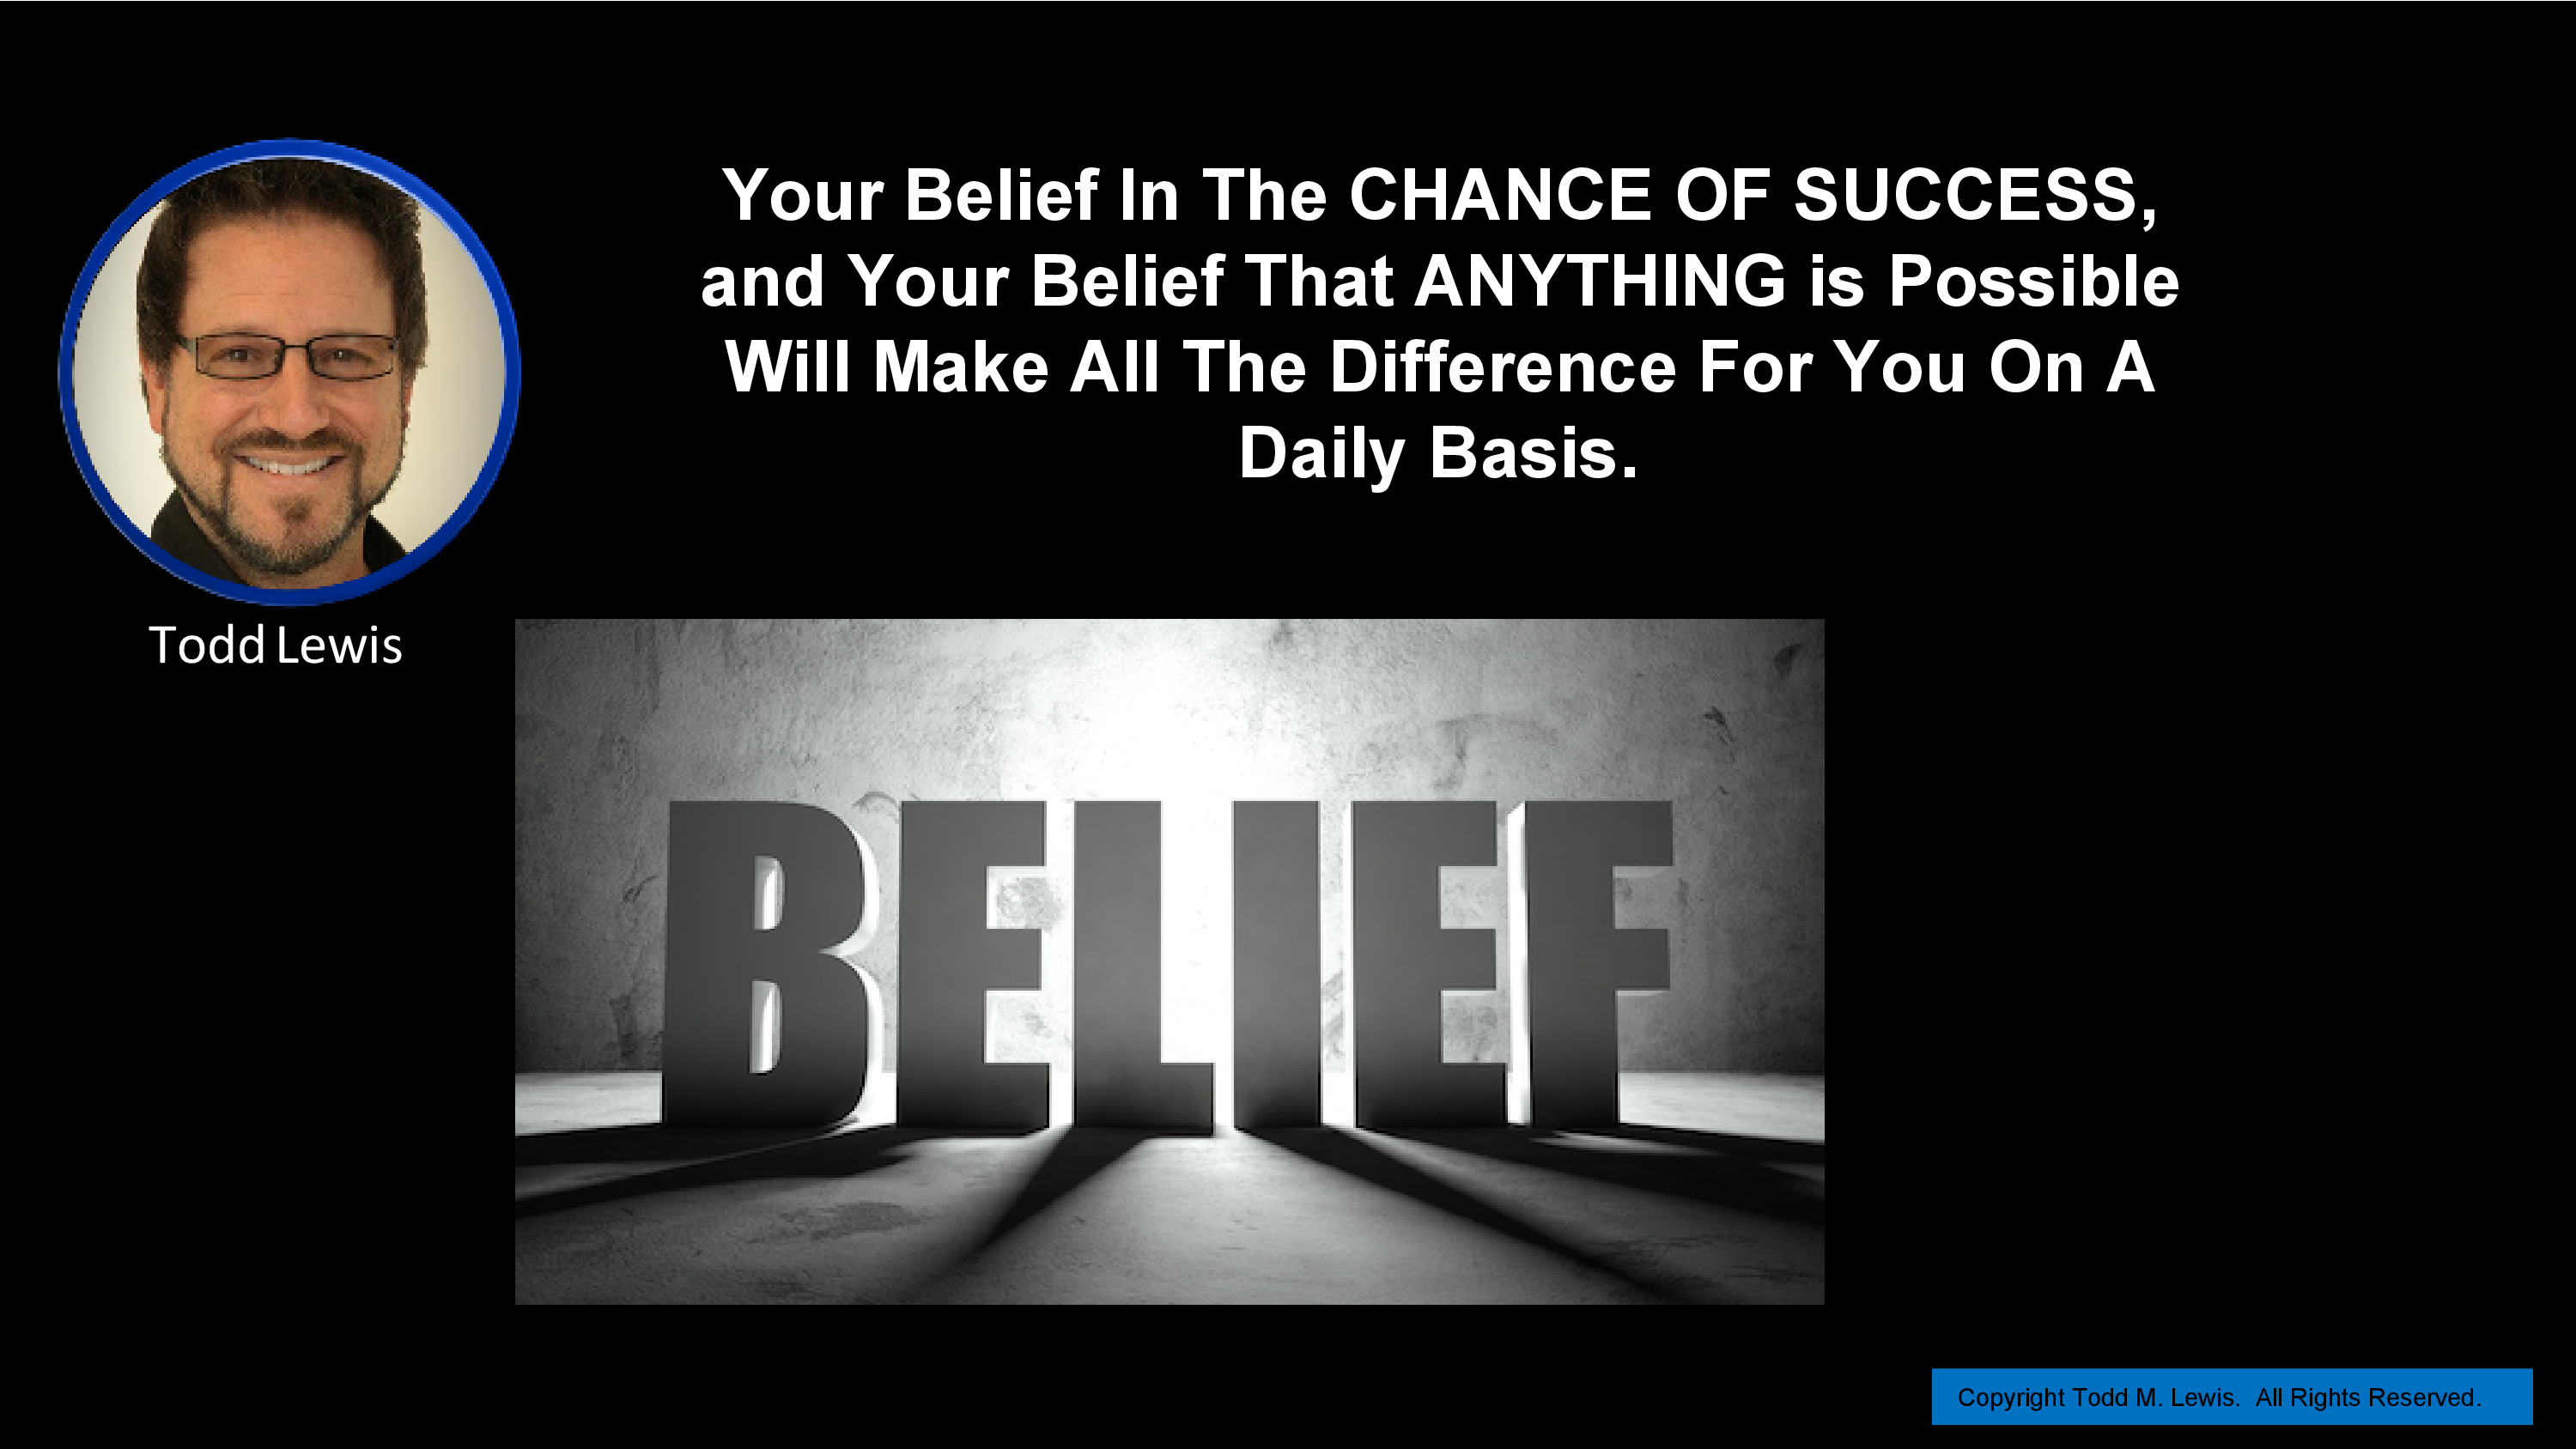 Your Belief In The CHANCE OF SUCCESS,
and Your Belief That ANYTHING is Possible
Will Make All The Difference For You On A
Daily Basis.
Todd Lewis
BELIEF
Copyright Todd M. Lewis.  All Rights Reserved.